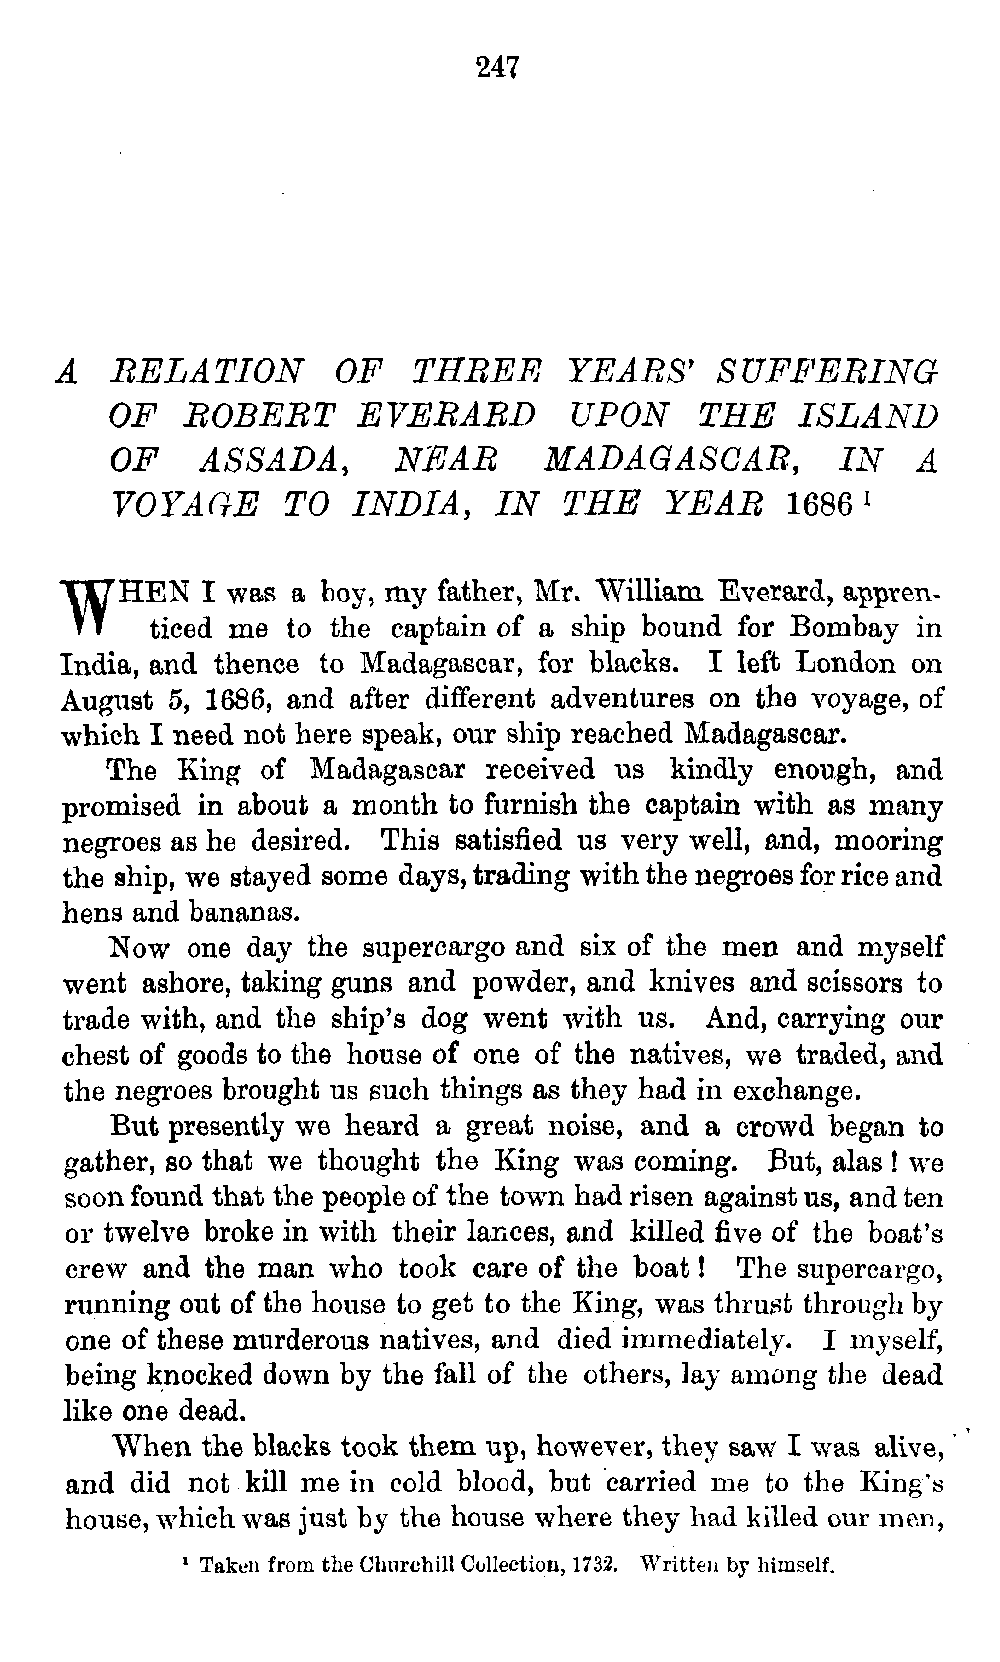 247
A RELATION OF THREE YEARS' SUFFERING
OF ROBERT EVERARD UPON THE ISLAND
OF ASSADA, NEAR MADAGASCAR, IN A
VOYAGE TO INDIA, IN THE YEAR 1686 ¹
WHEN I was a boy, my father, Mr. William Everard, appren-
ticed me to the captain of a ship bound for Bombay in
India, and thence to Madagascar, for blacks. I left London on
August 5, 1686, and after different adventures on the voyage, of
which I need not here speak, our ship reached Madagascar.
The King of Madagascar received us kindly enough, and
promised in about a month to furnish the captain with as many
negroes as he desired. This satisfied us very well, and, mooring
the ship, we stayed some days, trading with the negroes for rice and
hens and bananas.
Now one day the supercargo and six of the men and myself
went ashore, taking guns and powder, and knives and scissors to
trade with, and the ship's dog went with us. And, carrying our
chest of goods to the house of one of the natives, we traded, and
the negroes brought us such things as they had in exchange.
But presently we heard a great noise, and a crowd began to
gather, so that we thought the King was coming. But, alas! we
soon found that the people of the town had risen against us, and ten
or twelve broke in with their lances, and killed five of the boat's
crew and the man who took care of the boat! The supercargo,
running out of the house to get to the King, was thrust through by
one of these murderous natives, and died immediately. I myself,
being knocked down by the fall of the others, lay among the dead
like one dead.
When the blacks took them up, however, they saw I was alive,
and did not kill me in cold blood, but carried me to the King's
house, which was just by the house where they had killed our men,
¹ Taken from the Churchill Collection, 1732. Written by himself.